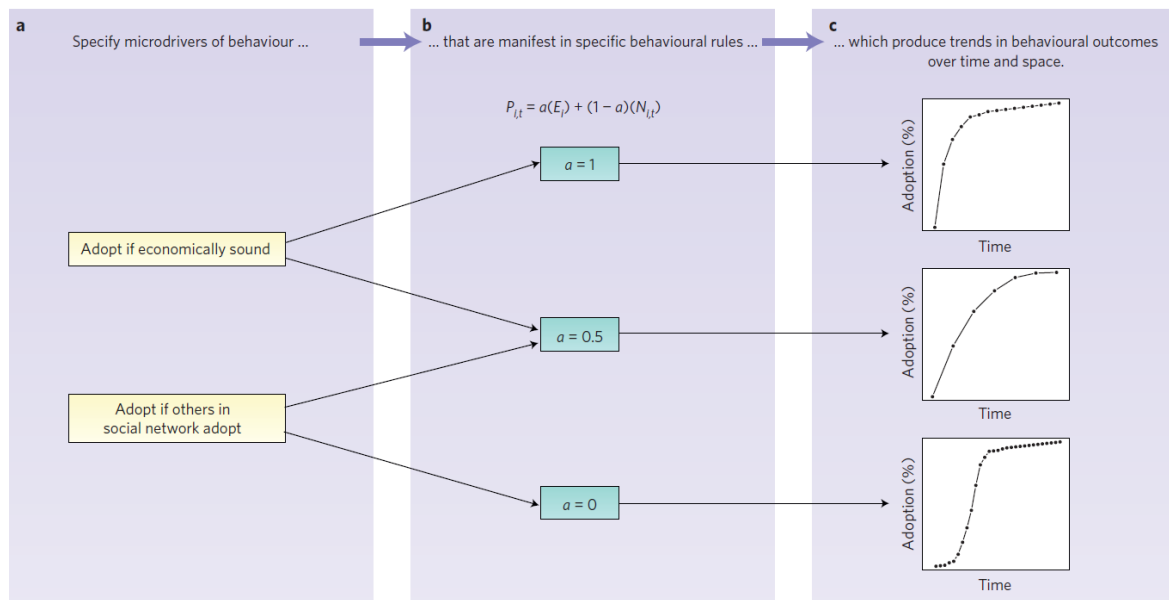 a
Specify microdrivers of behaviour ...
b
... that are manifest in specific behavioural rules ...
c
... which produce trends in behavioural outcomes
over time and space.
P_{i,t} = a(E_i) + (1 – a)(N_{i,t})
Adopt if economically sound
Adopt if others in
social network adopt
a = 1
a = 0.5
a = 0
Adoption (%)
Time
Adoption (%)
Time
Adoption (%)
Time